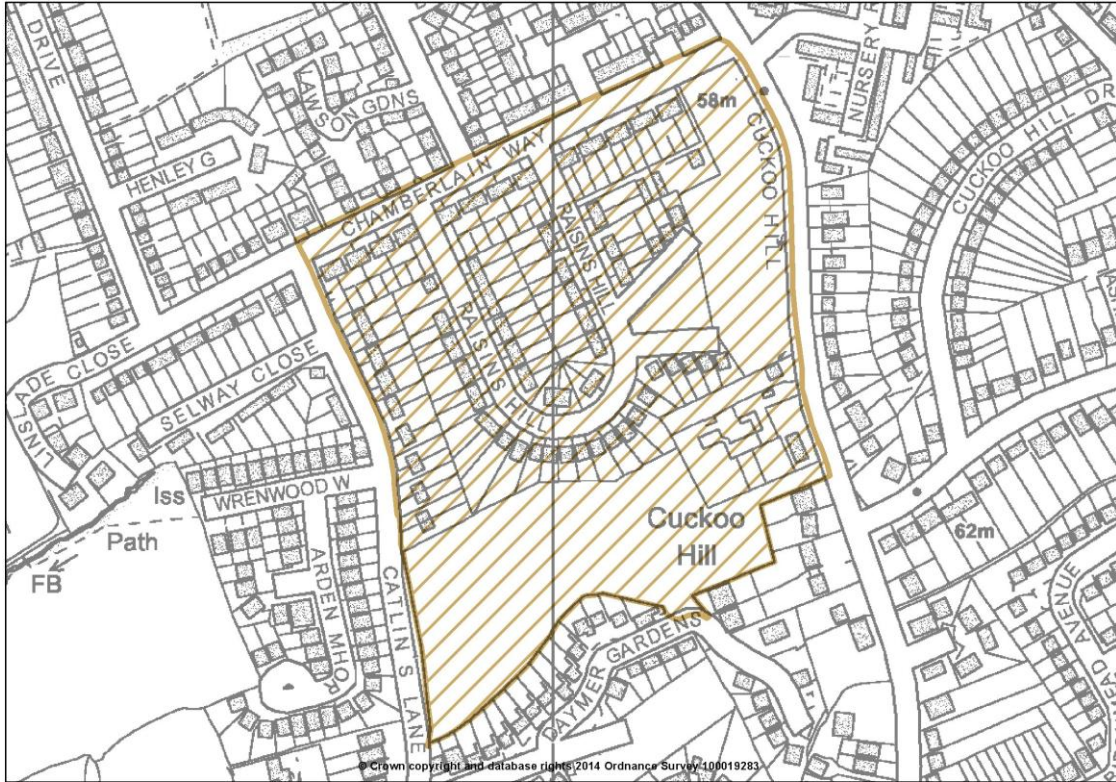 DRIVE
LAWSON GDNS
NURSERY R
58m
CUCKOO HILL DR
HENLEY G
CHAMBERLAIN WAY
CUCKOO HILL
RAISINS HILL
RAISINS HILL
LINSLADE CLOSE
SELWAY CLOSE
Iss
WRENWOOD W
Path
FB
Cuckoo
Hill
62m
ARDEN MHOR
CATLIN S LANE
DAYMER GARDENS
AVENUE
© Crown copyright and database rights 2014 Ordnance Survey 100019283